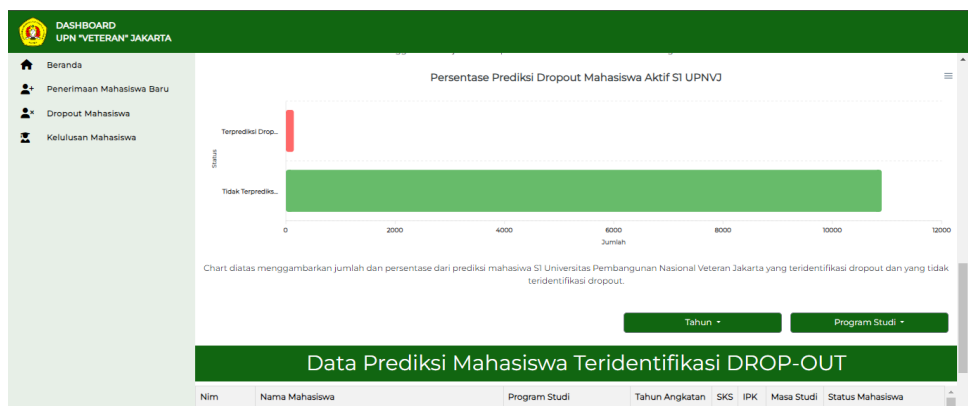 DASHBOARD
UPN "VETERAN" JAKARTA
Beranda
Penerimaan Mahasiswa Baru
Dropout Mahasiswa
Kelulusan Mahasiswa
Persentase Prediksi Dropout Mahasiswa Aktif S1 UPNVJ
Terprediksi Drop...
Status
Tidak Terprediks...
0 2000 4000 6000 8000 10000 12000
Jumlah
Chart diatas menggambarkan jumlah dan persentase dari prediksi mahasiwa S1 Universitas Pembangunan Nasional Veteran Jakarta yang teridentifikasi dropout dan yang tidak
teridentifikasi dropout.
Tahun
Program Studi
Data Prediksi Mahasiswa Teridentifikasi DROP-OUT
Nim Nama Mahasiswa Program Studi Tahun Angkatan SKS IPK Masa Studi Status Mahasiswa